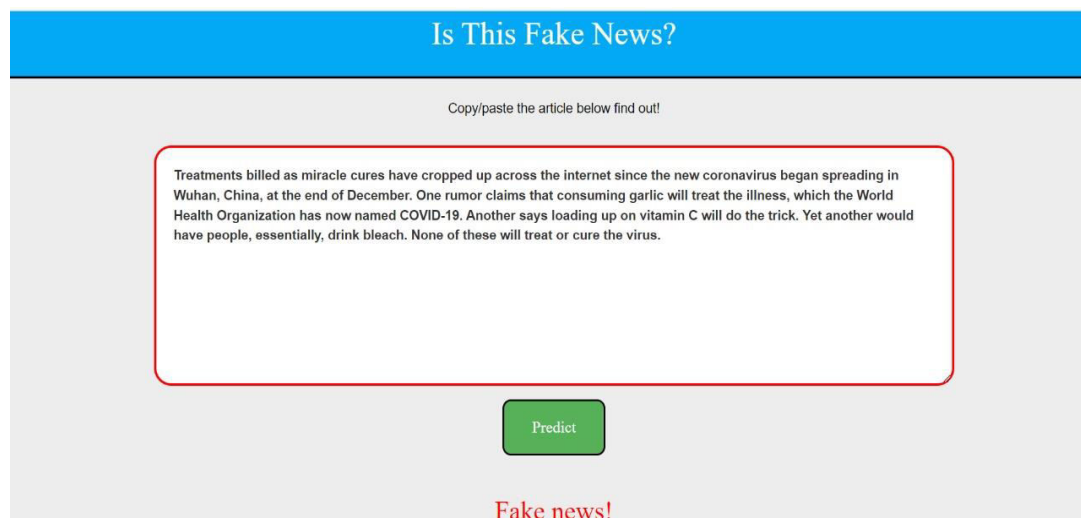 Is This Fake News?
Copy/paste the article below find out!
Treatments billed as miracle cures have cropped up across the internet since the new coronavirus began spreading in
Wuhan, China, at the end of December. One rumor claims that consuming garlic will treat the illness, which the World
Health Organization has now named COVID-19. Another says loading up on vitamin C will do the trick. Yet another would
have people, essentially, drink bleach. None of these will treat or cure the virus.
Predict
Fake news!